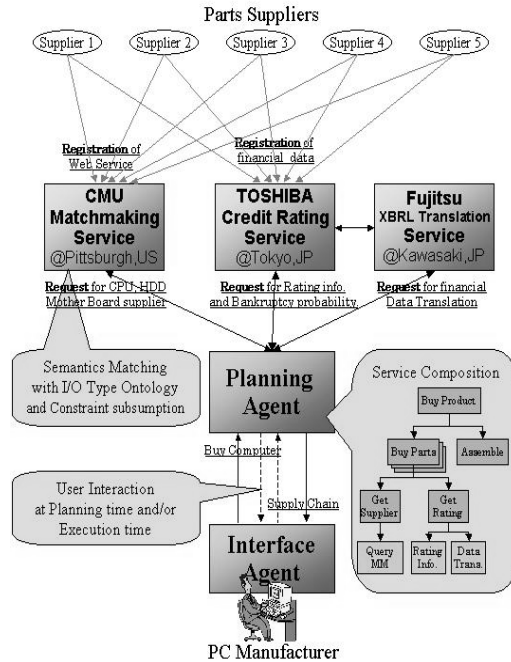 Parts Suppliers
Supplier 1 Supplier 2 Supplier 3 Supplier 4 Supplier 5
Registration of
Web Service
Registration of
financial data
CMU
Matchmaking
Service
@Pittsburgh,US
TOSHIBA
Credit Rating
Service
@Tokyo,JP
Fujitsu
XBRL Translation
Service
@Kawasaki,JP
Request for CPU, HDD
Mother Board supplier
Request for Rating info
and Bankruptcy probability,
Request for financial
Data Translation
Semantics Matching
with I/O Type Ontology
and Constraint subsumption
Planning
Agent
Service Composition
Buy Product
Buy Parts
Assemble
Get
Supplier
Get
Rating
Query
MM
Rating
Info.
Data
Trans.
Buy Computer
User Interaction
at Planning time and/or
Execution time
Supply Chain
Interface
Agent
PC Manufacturer